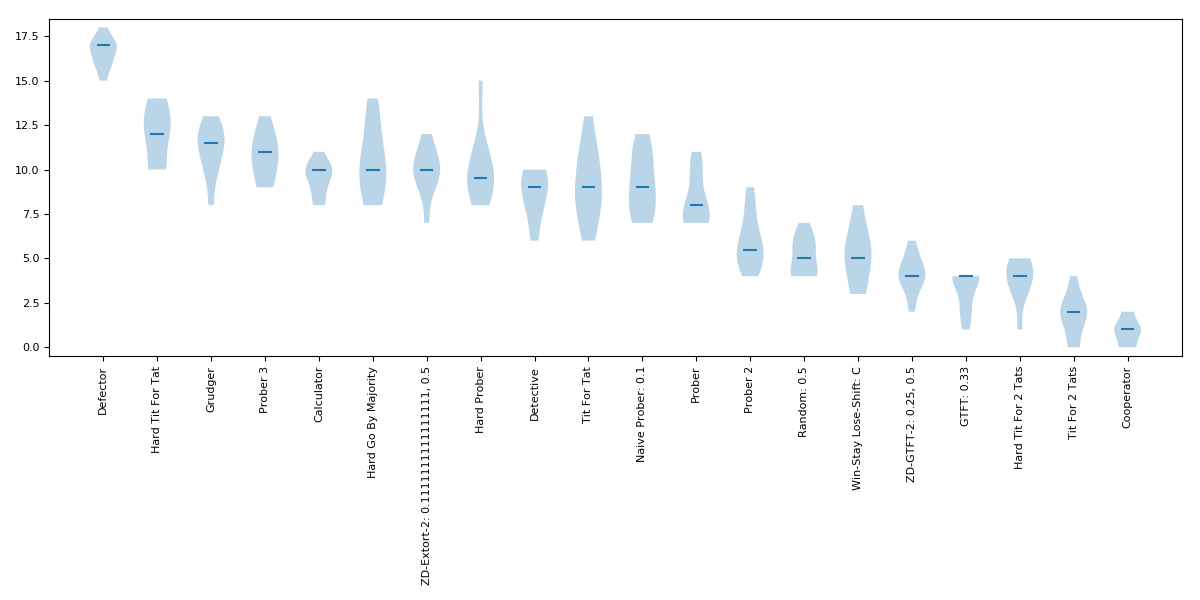 17.5
15.0
12.5
10.0
7.5
5.0
2.5
0.0
Defector
Hard Tit For Tat
Grudger
Prober 3
Calculator
Hard Go By Majority
ZD-Extort-2: 0.1111111111111111, 0.5
Hard Prober
Detective
Tit For Tat
Naive Prober: 0.1
Prober
Prober 2
Random: 0.5
Win-Stay Lose-Shift: C
ZD-GTFT-2: 0.25, 0.5
GTFT: 0.33
Hard Tit For 2 Tats
Tit For 2 Tats
Cooperator